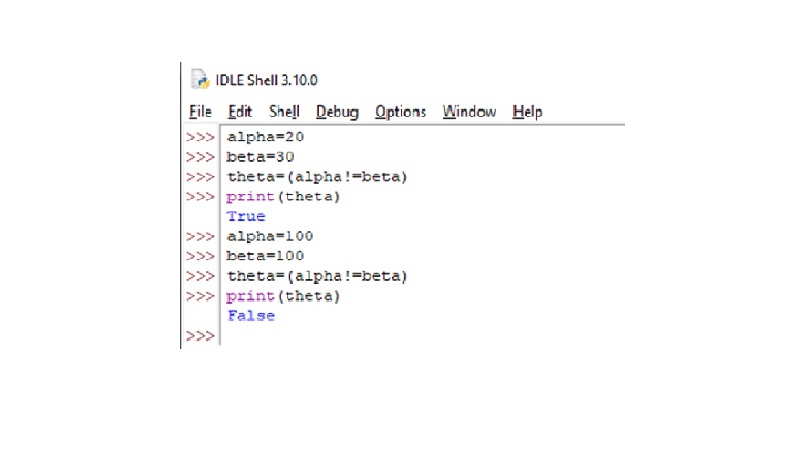 IDLE Shell 3.10.0
File Edit Shell Debug Options Window Help
>>> alpha=20
>>> beta=30
>>> theta=(alpha!=beta)
>>> print(theta)
True
>>> alpha=100
>>> beta=100
>>> theta=(alpha!=beta)
>>> print(theta)
False
>>>